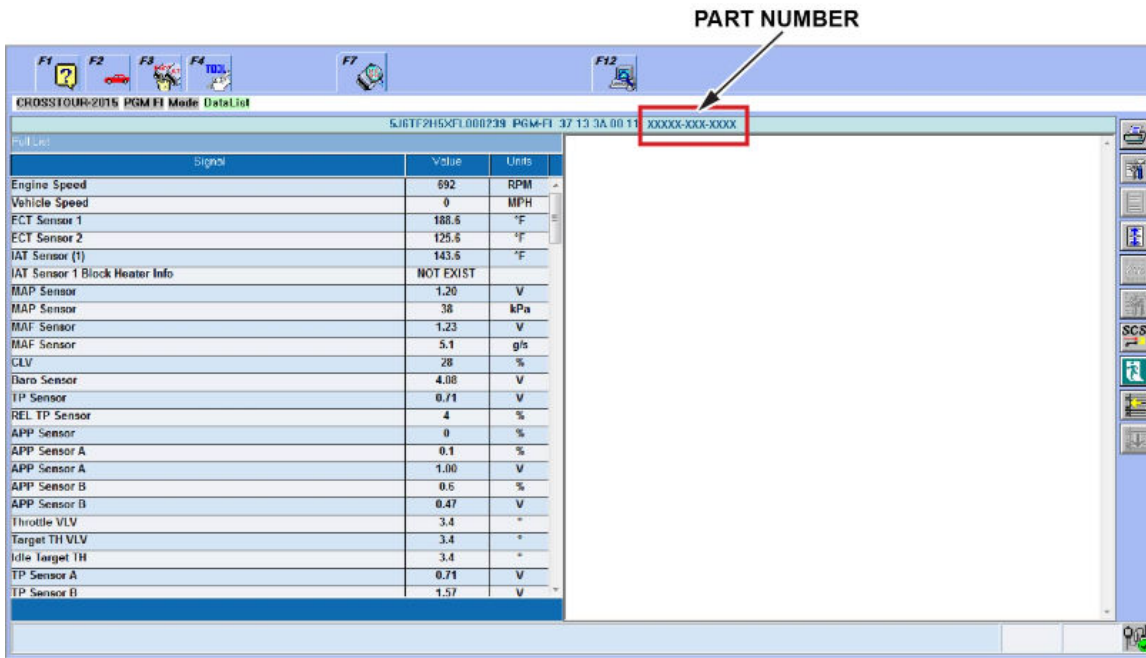 PART NUMBER
F1 F2 F3 F4 F7 F12
TOOL
CROSSTOUR-2015 PGM FI Mode DataList
5J6TF2H5XFL000239 PGM-FI 37 13 3A 00 11 XXXXX-XXX-XXXX
Full List
Signal Value Units
Engine Speed 692 RPM
Vehicle Speed 0 MPH
ECT Sensor 1 188.6 °F
ECT Sensor 2 125.6 °F
IAT Sensor (1) 143.6 °F
IAT Sensor 1 Block Heater Info NOT EXIST
MAP Sensor 1.20 V
MAP Sensor 38 kPa
MAF Sensor 1.23 V
MAF Sensor 5.1 g/s
CLV 28 %
Baro Sensor 4.08 V
TP Sensor 0.71 V
REL TP Sensor 4 %
APP Sensor 0 %
APP Sensor A 0.1 %
APP Sensor A 1.00 V
APP Sensor B 0.6 %
APP Sensor B 0.47 V
Throttle VLV 3.4 °
Target TH VLV 3.4 °
Idle Target TH 3.4 °
TP Sensor A 0.71 V
TP Sensor B 1.57 V
SCS